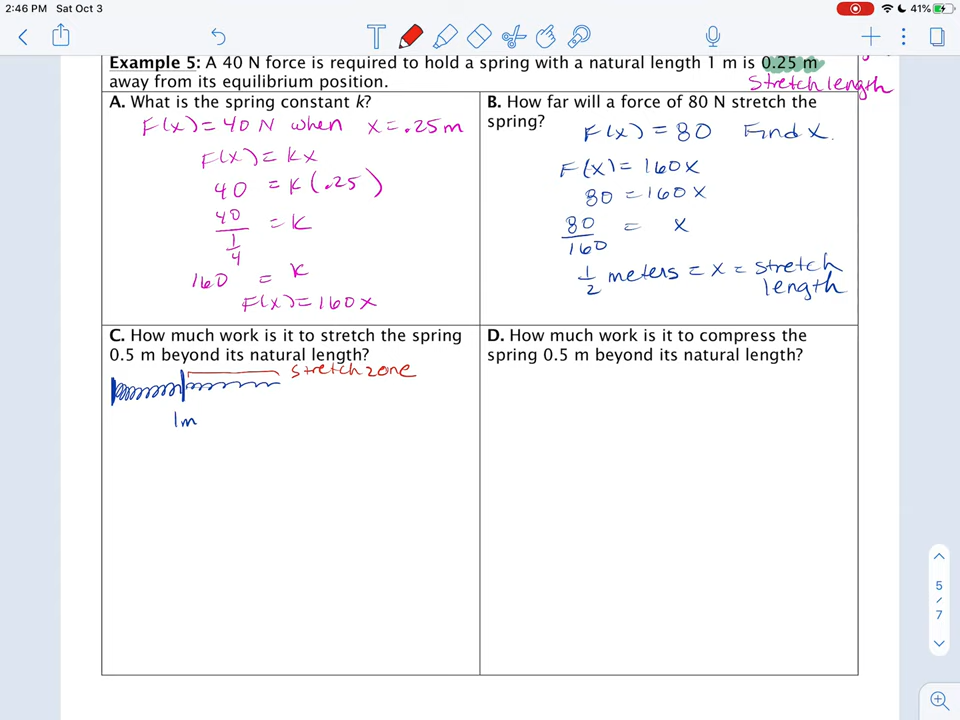 2:46 PM Sat Oct 3
41%
Example 5: A 40 N force is required to hold a spring with a natural length 1 m is 0.25 m
away from its equilibrium position.
Stretch length
A. What is the spring constant k?
F(x) = 40 N when x = .25 m
F(x) = kx
40 = k (.25)
40 / 1/4 = k
160 = k
F(x) = 160x
B. How far will a force of 80 N stretch the
spring?
F(x) = 80 Find x.
F(x) = 160x
80 = 160x
80/160 = x
1/2 meters = x = stretch
length
C. How much work is it to stretch the spring
0.5 m beyond its natural length?
stretch zone
1m
D. How much work is it to compress the
spring 0.5 m beyond its natural length?
5
/
7